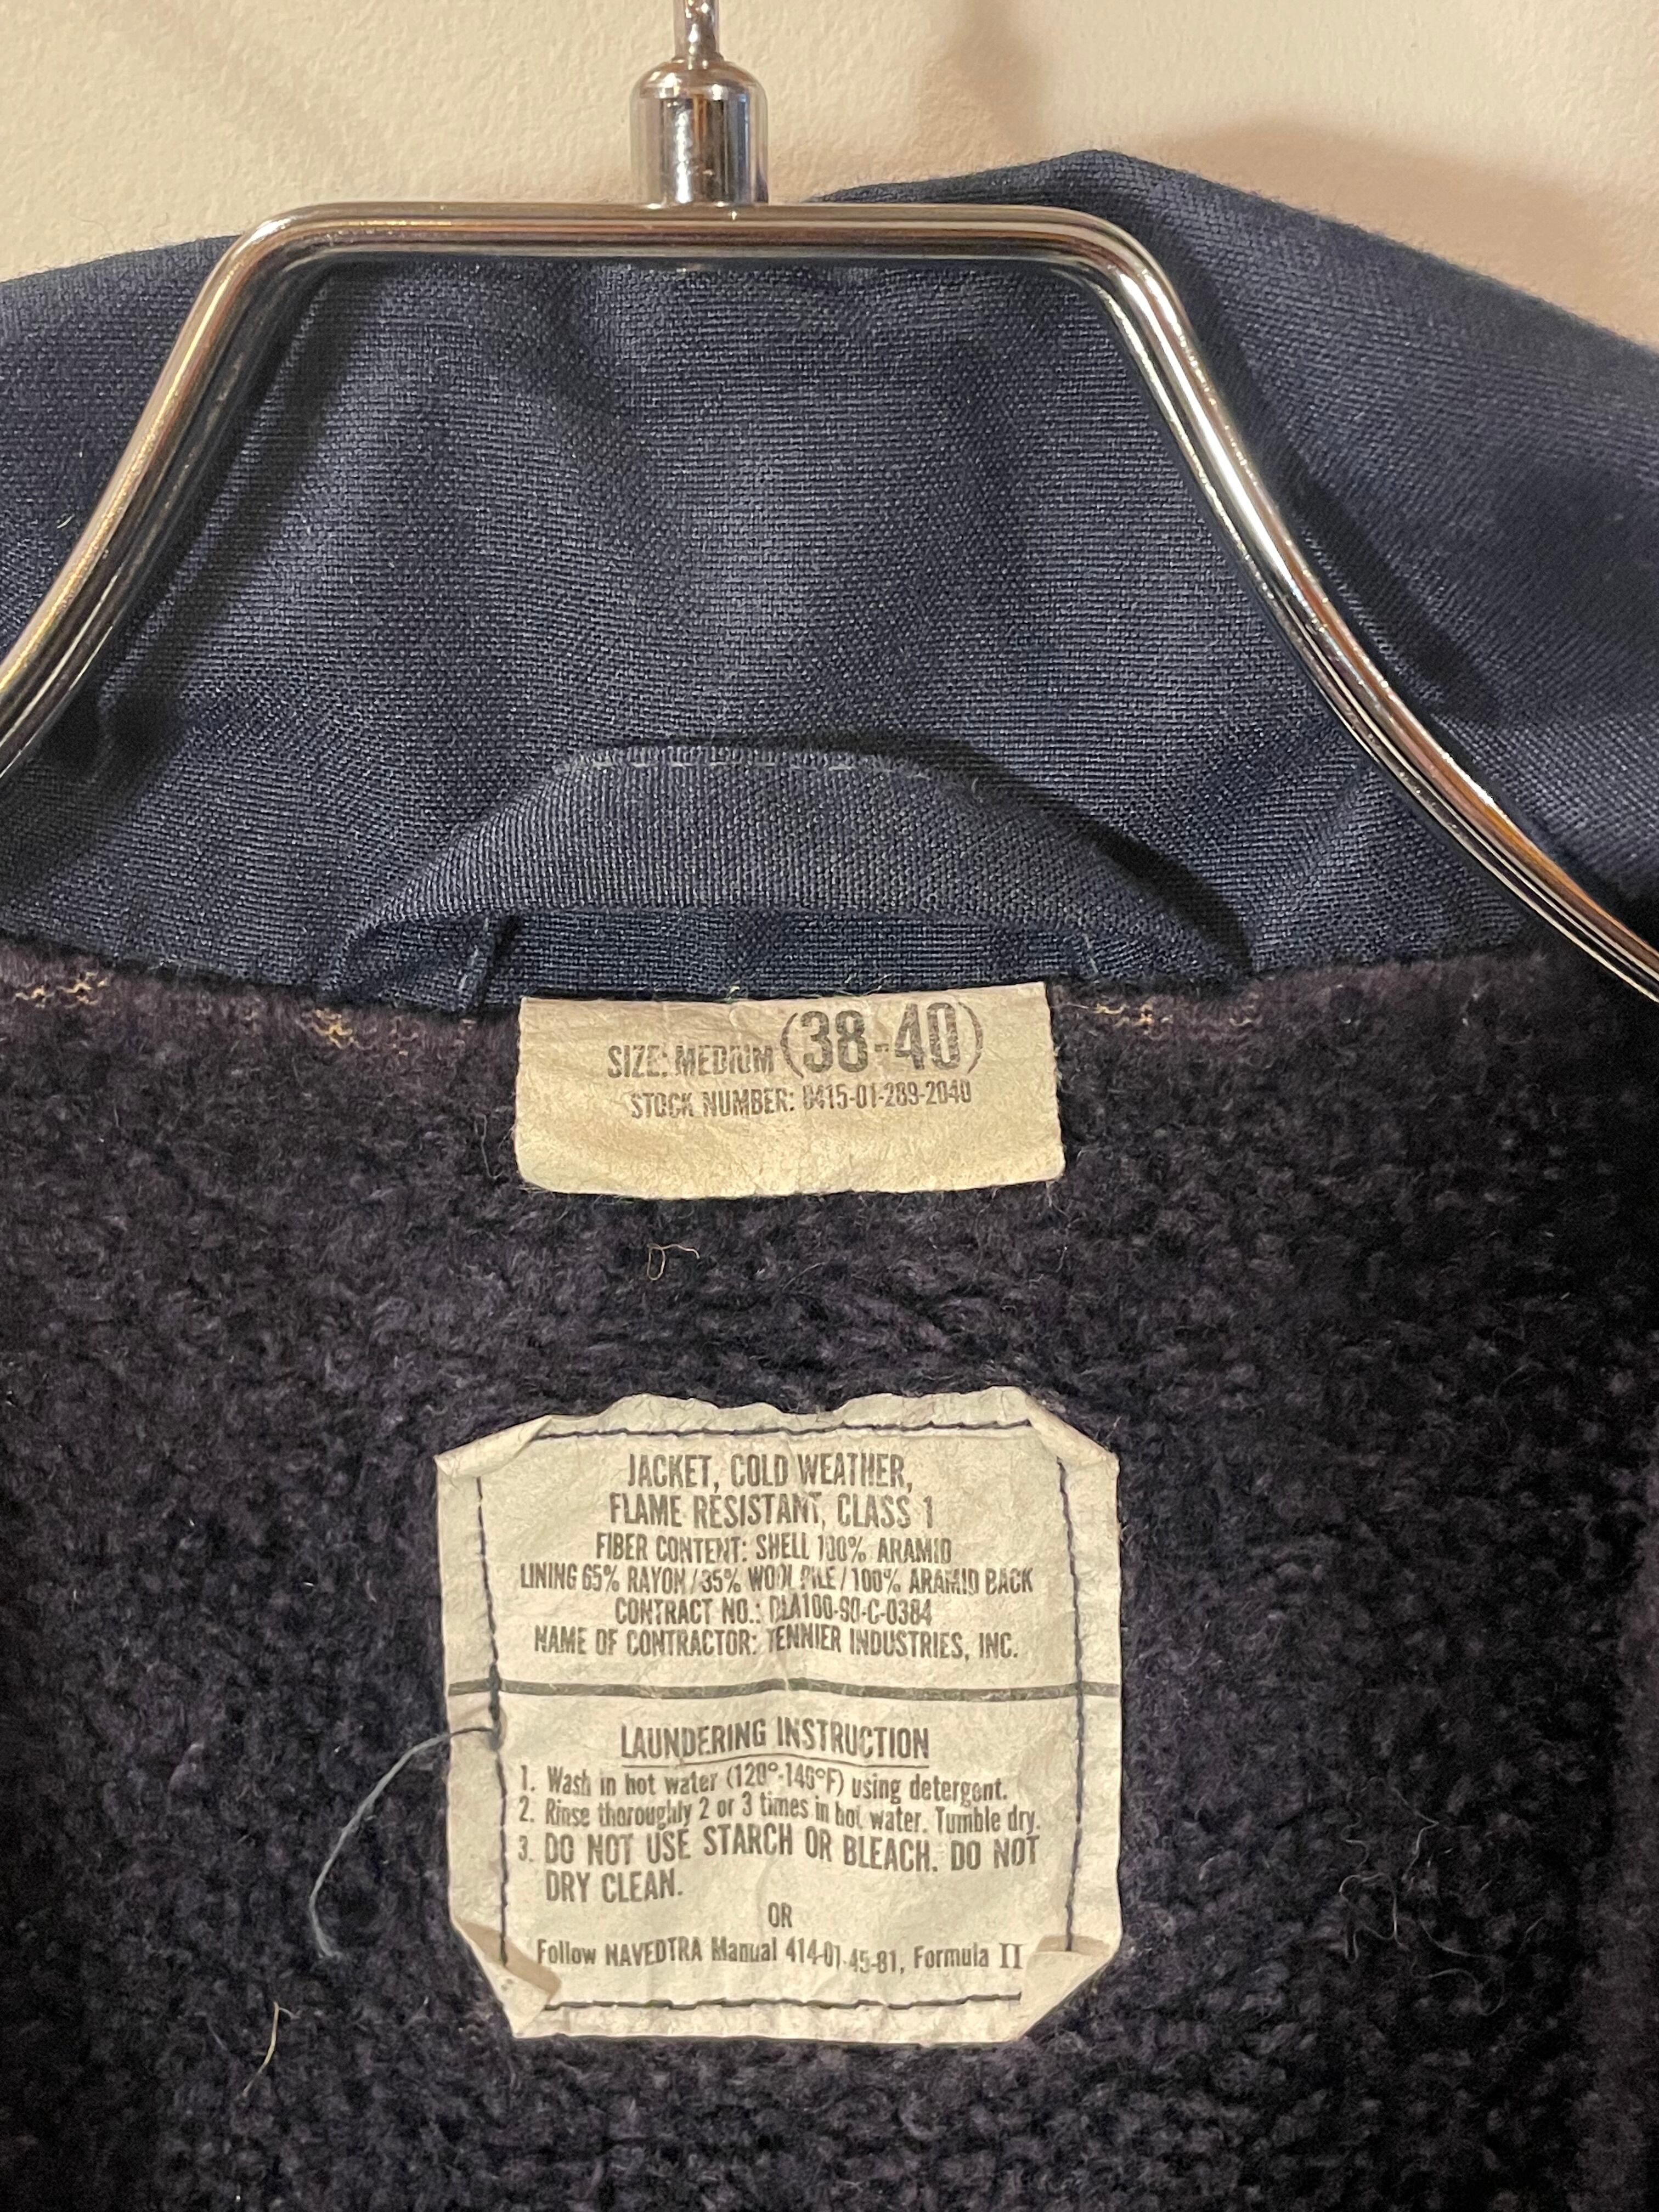 SIZE: MEDIUM (38-40)
STOCK NUMBER: 8415-01-289-2040
JACKET, COLD WEATHER,
FLAME RESISTANT, CLASS 1
FIBER CONTENT: SHELL 100% ARAMID
LINING 65% RAYON/35% WOOL PILE/100% ARAMID BACK
CONTRACT NO.: DLA100-90-C-0384
NAME OF CONTRACTOR: TENNIER INDUSTRIES, INC.
LAUNDERING INSTRUCTION
1. Wash in hot water (120°-140°F) using detergent.
2. Rinse thoroughly 2 or 3 times in hot water. Tumble dry.
3. DO NOT USE STARCH OR BLEACH. DO NOT
DRY CLEAN.
OR
Follow NAVEDTRA Manual 414-01-45-81, Formula II